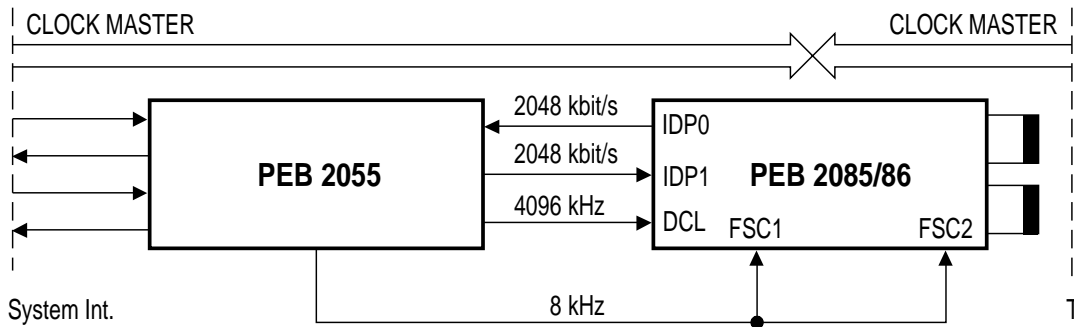 CLOCK MASTER
CLOCK MASTER
2048 kbit/s
IDP0
2048 kbit/s
PEB 2055
IDP1
PEB 2085/86
4096 kHz
DCL
FSC1
FSC2
System Int.
8 kHz
T